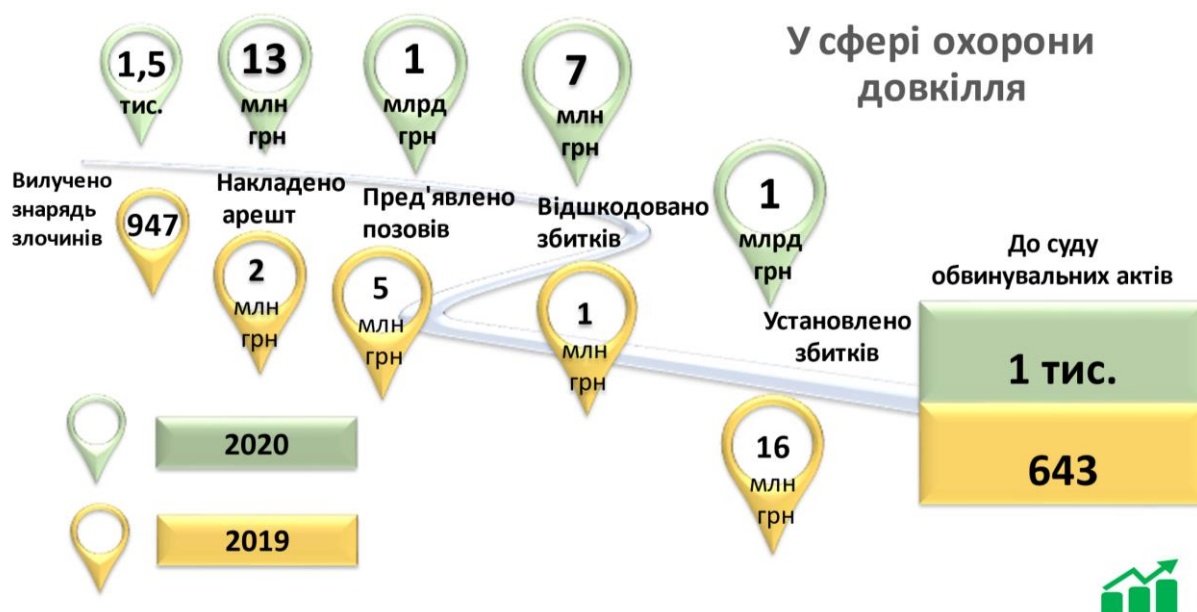 У сфері охорони
довкілля
1,5
тис.
13
млн
грн
1
млрд
грн
7
млн
грн
1
млрд
грн
Вилучено
знарядь
злочинів
Накладено
арешт
Пред'явлено
позовів
Відшкодовано
збитків
Установлено
збитків
947
2
млн
грн
5
млн
грн
1
млн
грн
16
млн
грн
До суду
обвинувальних актів
1 тис.
643
2020
2019